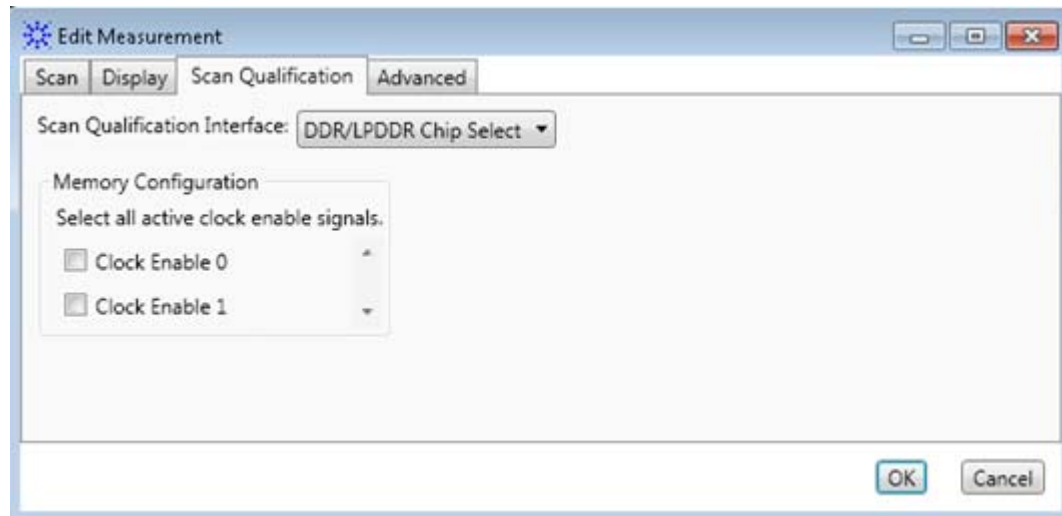 Edit Measurement
Scan Display Scan Qualification Advanced
Scan Qualification Interface: DDR/LPDDR Chip Select
Memory Configuration
Select all active clock enable signals.
Clock Enable 0
Clock Enable 1
OK Cancel